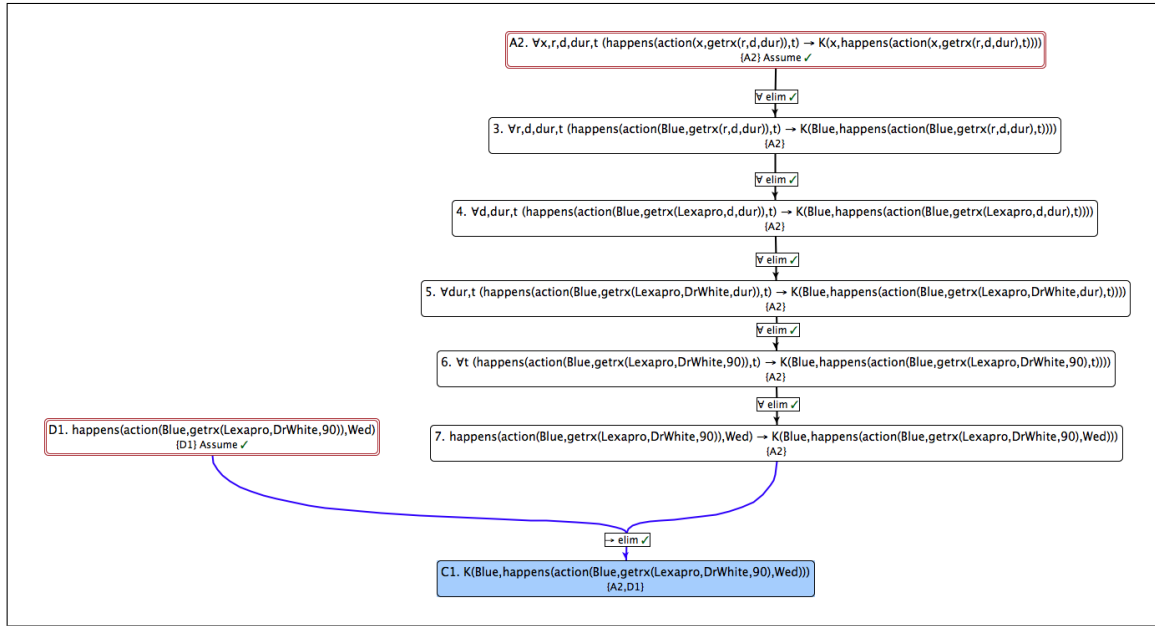 A2. ∀x,r,d,dur,t (happens(action(x,getrx(r,d,dur)),t) → K(x,happens(action(x,getrx(r,d,dur),t))))
{A2} Assume ✓
∀ elim ✓
3. ∀r,d,dur,t (happens(action(Blue,getrx(r,d,dur)),t) → K(Blue,happens(action(Blue,getrx(r,d,dur),t))))
{A2}
∀ elim ✓
4. ∀d,dur,t (happens(action(Blue,getrx(Lexapro,d,dur)),t) → K(Blue,happens(action(Blue,getrx(Lexapro,d,dur),t))))
{A2}
∀ elim ✓
5. ∀dur,t (happens(action(Blue,getrx(Lexapro,DrWhite,dur)),t) → K(Blue,happens(action(Blue,getrx(Lexapro,DrWhite,dur),t))))
{A2}
∀ elim ✓
6. ∀t (happens(action(Blue,getrx(Lexapro,DrWhite,90)),t) → K(Blue,happens(action(Blue,getrx(Lexapro,DrWhite,90),t))))
{A2}
∀ elim ✓
D1. happens(action(Blue,getrx(Lexapro,DrWhite,90)),Wed)
{D1} Assume ✓
7. happens(action(Blue,getrx(Lexapro,DrWhite,90)),Wed) → K(Blue,happens(action(Blue,getrx(Lexapro,DrWhite,90),Wed)))
{A2}
→ elim ✓
C1. K(Blue,happens(action(Blue,getrx(Lexapro,DrWhite,90),Wed)))
{A2,D1}